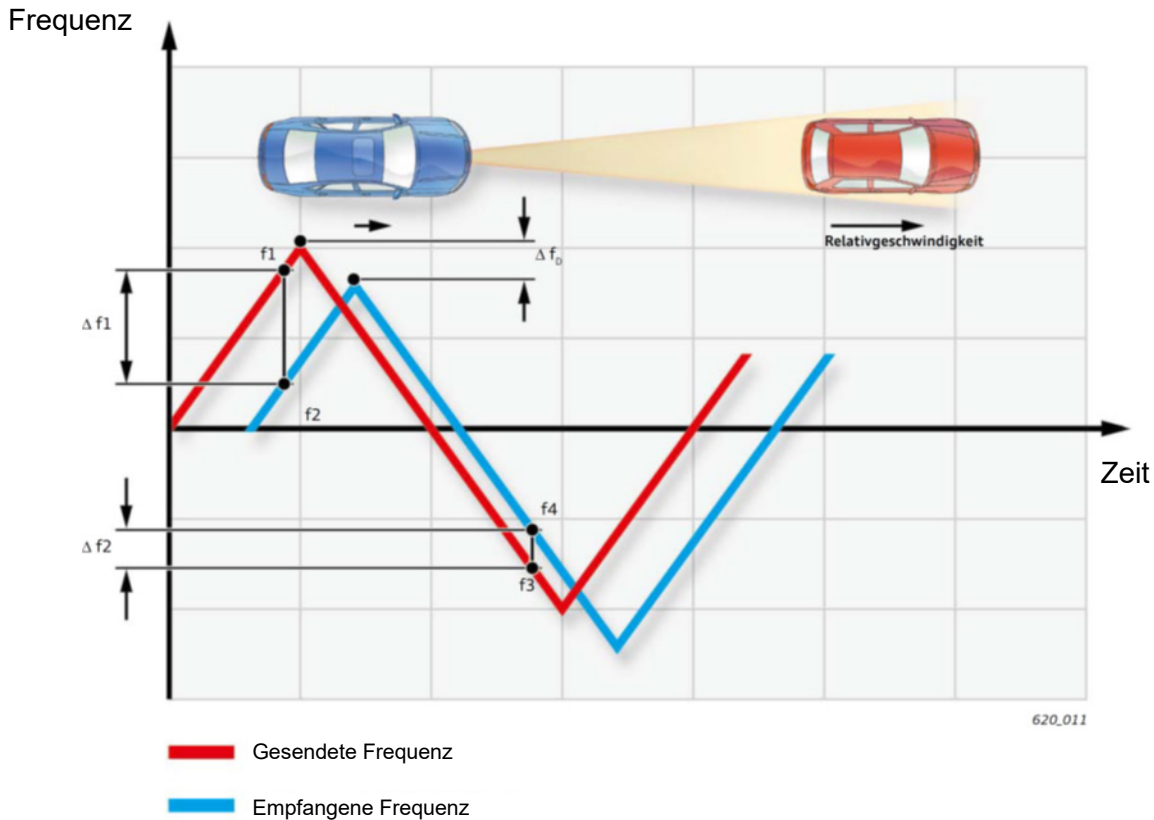 Frequenz
Relativgeschwindigkeit
f1
Δ f_D
Δ f1
f2
Zeit
f4
Δ f2
f3
620_011
Gesendete Frequenz
Empfangene Frequenz